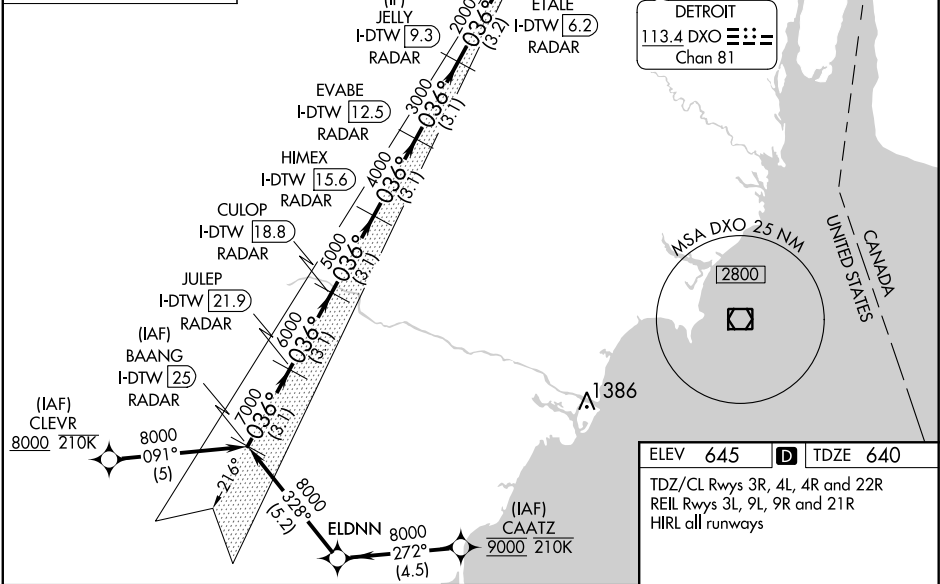 (IF)
JELLY
I-DTW 9.3
RADAR
2000
036°
(3.2)
ETALE
I-DTW 6.2
RADAR
DETROIT
113.4 DXO
Chan 81
EVABE
I-DTW 12.5
RADAR
3000
036°
(3.1)
HIMEX
I-DTW 15.6
RADAR
4000
036°
(3.1)
CULOP
I-DTW 18.8
RADAR
5000
036°
(3.1)
JULEP
I-DTW 21.9
RADAR
6000
036°
(3.1)
(IAF)
BAANG
I-DTW 25
RADAR
7000
036°
(3.1)
MSA DXO 25 NM
2800
CANADA
UNITED STATES
1386
(IAF)
CLEVR
8000 210K
8000
091°
(5)
216°
8000
328°
(5.2)
ELDNN
8000
272°
(4.5)
(IAF)
CAATZ
9000 210K
ELEV 645 D TDZE 640
TDZ/CL Rwys 3R, 4L, 4R and 22R
REIL Rwys 3L, 9L, 9R and 21R
HIRL all runways